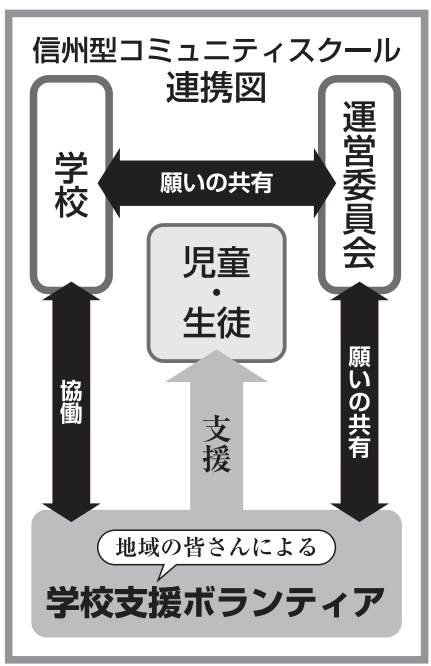 信州型コミュニティスクール
連携図
学校
願いの共有
運営委員会
児童
・
生徒
協働
支援
願いの共有
地域の皆さんによる
学校支援ボランティア